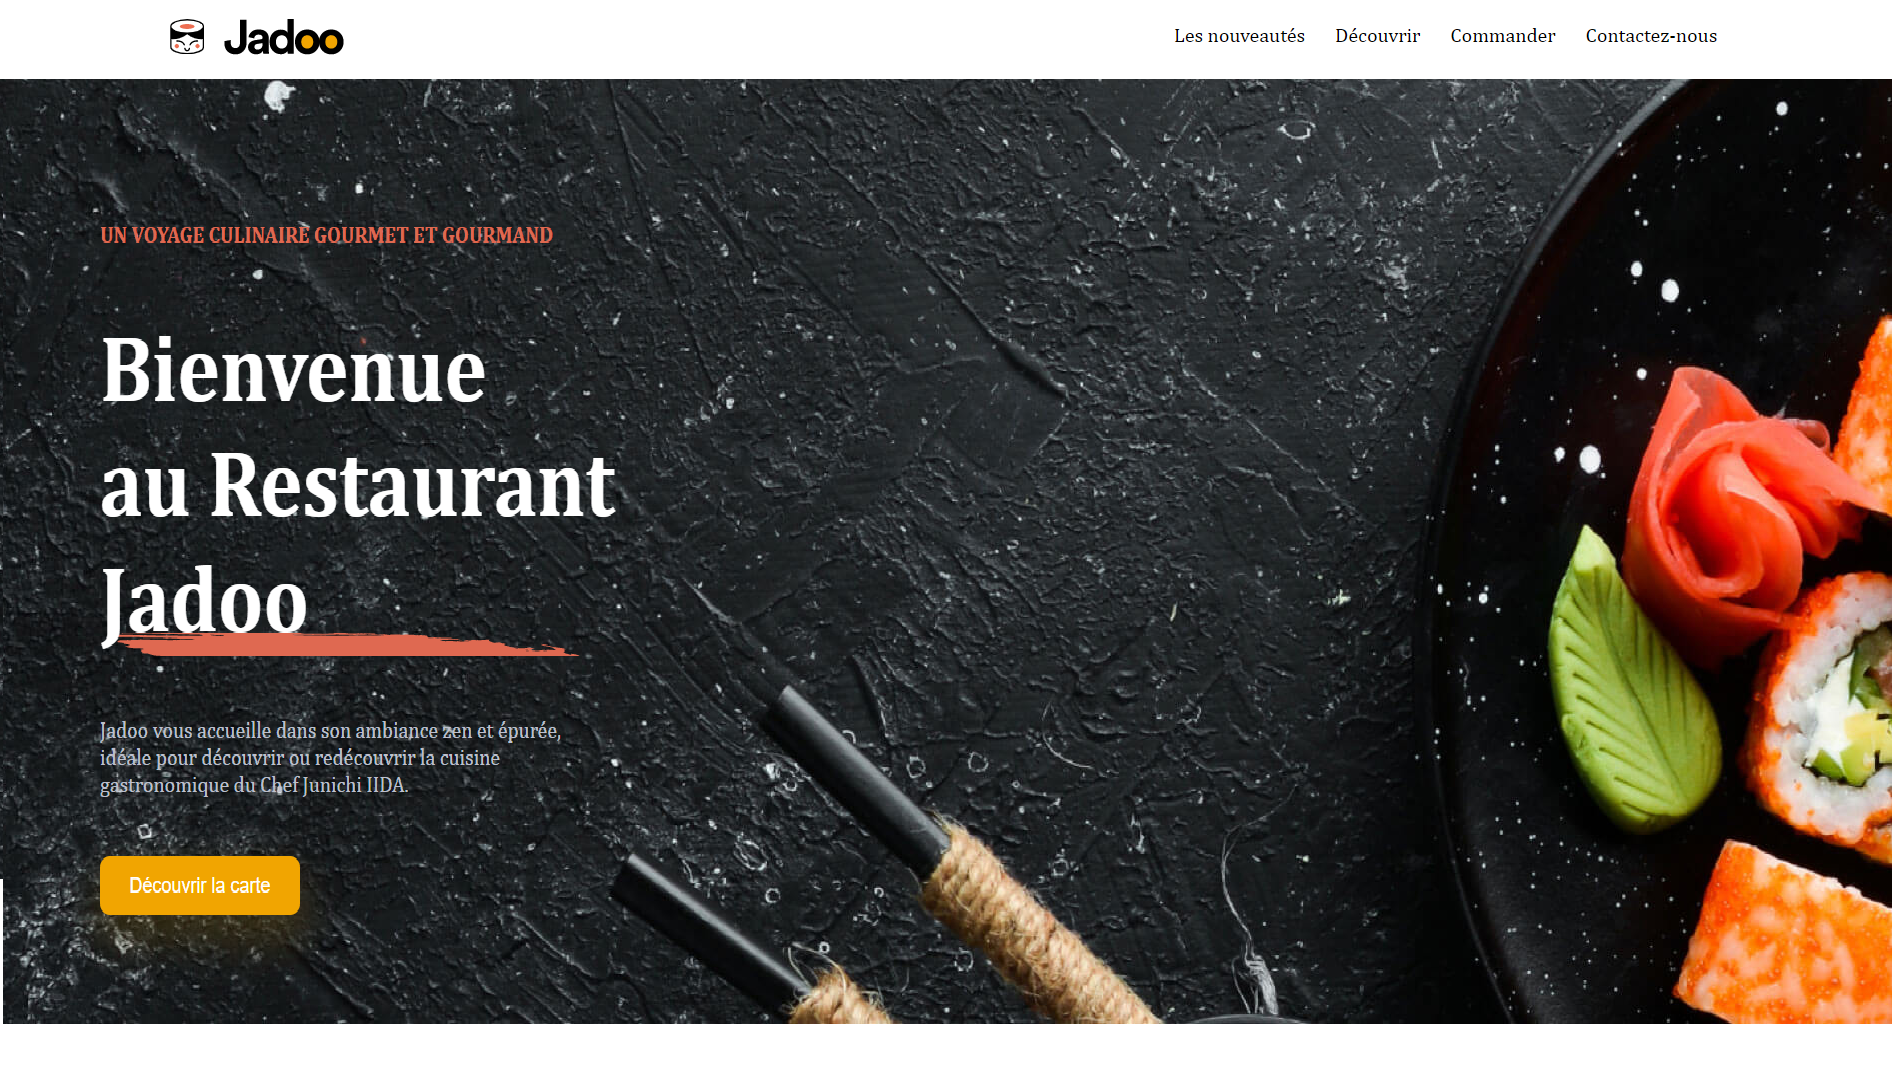 Jadoo
Les nouveautés
Découvrir
Commander
Contactez-nous
UN VOYAGE CULINAIRE GOURMET ET GOURMAND
Bienvenue
au Restaurant
Jadoo
Jadoo vous accueille dans son ambiance zen et épurée,
idéale pour découvrir ou redécouvrir la cuisine
gastronomique du Chef Junichi IIDA.
Découvrir la carte